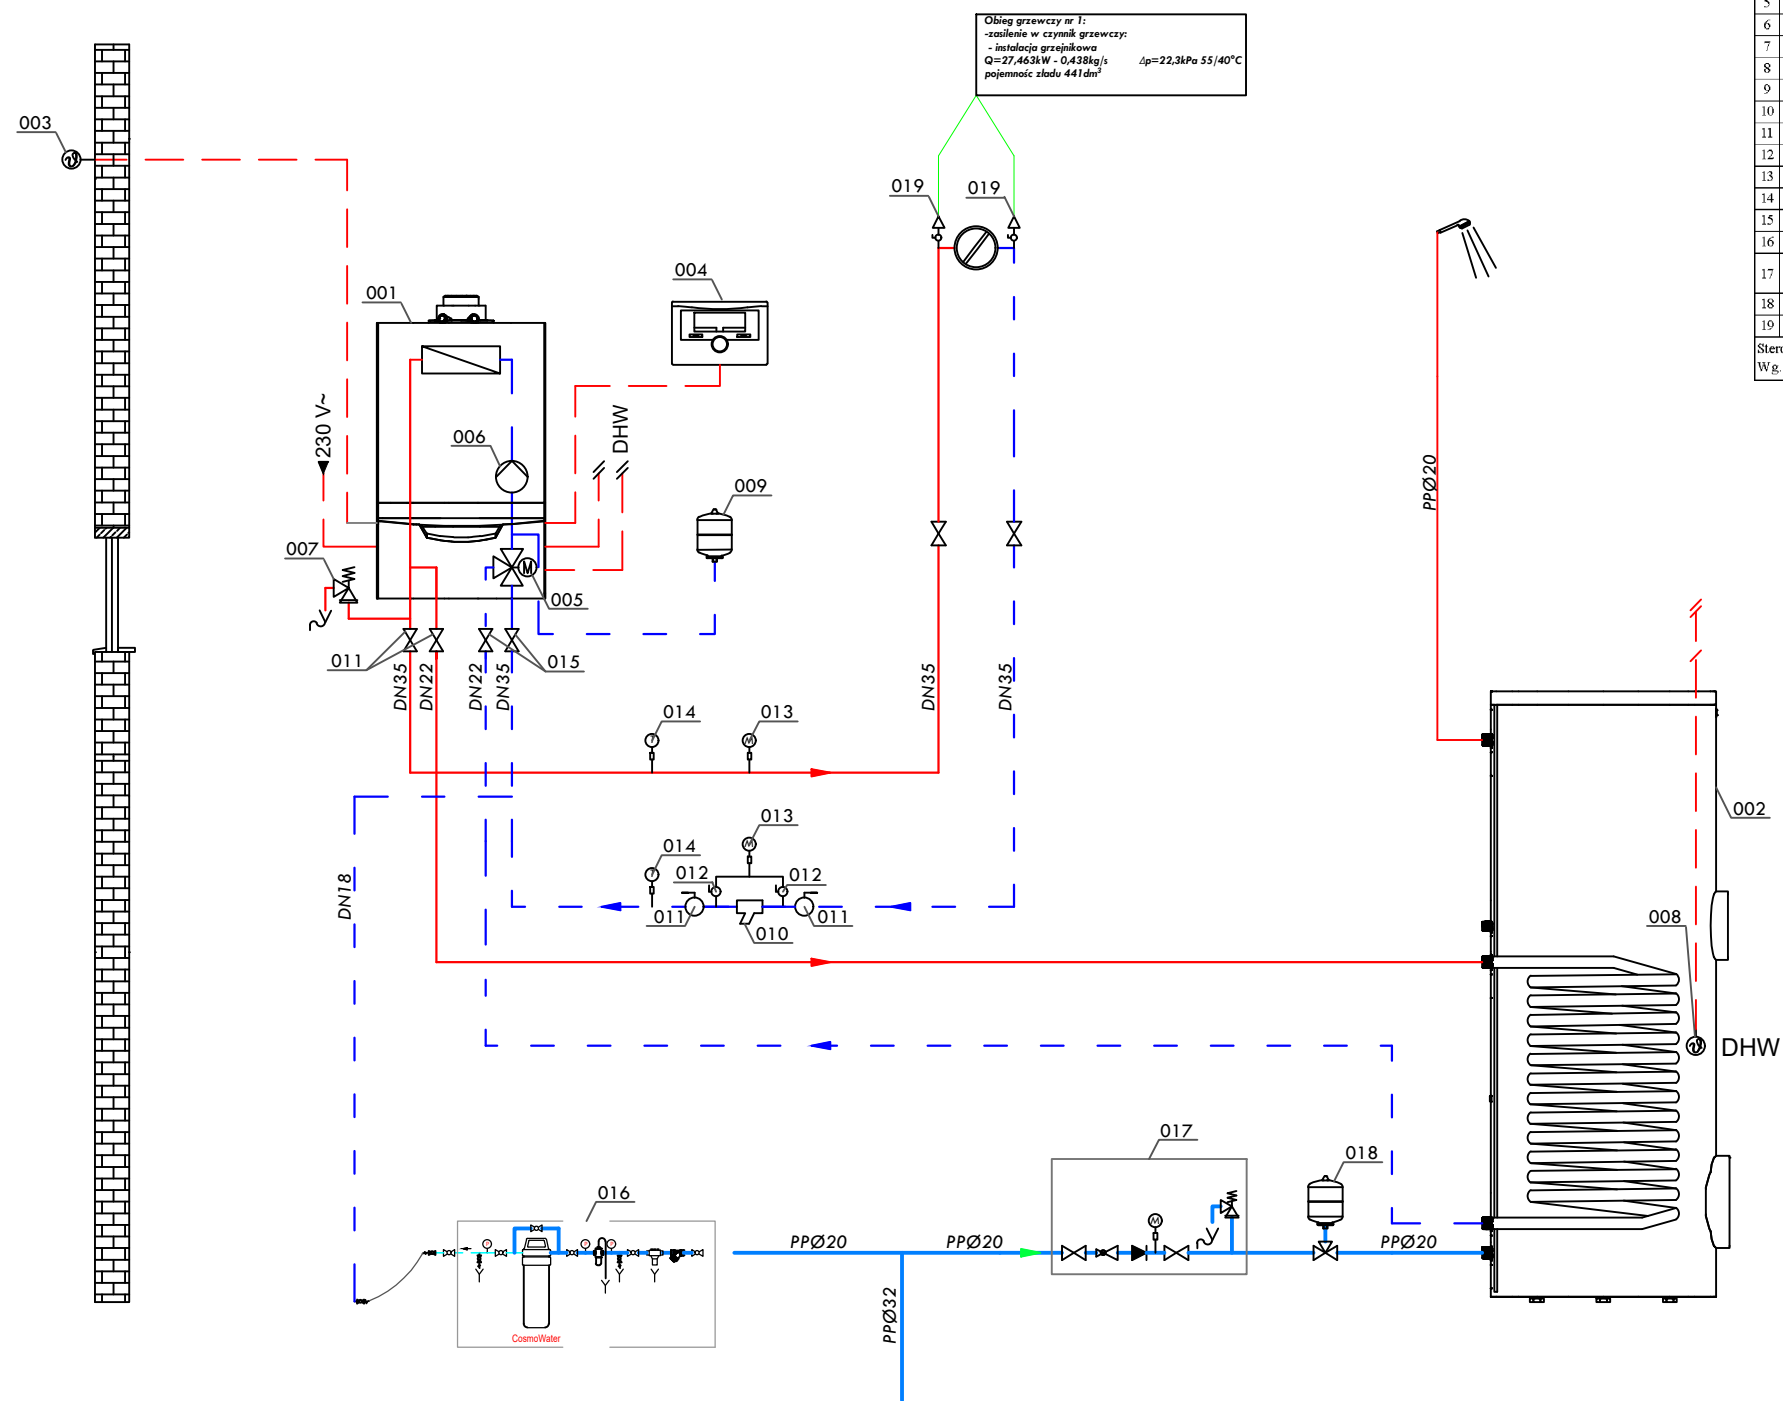 Obieg grzewczy nr 1:
-zasilenie w czynnik grzewczy:
- instalacja grzejnikowa
Q=27,463kW - 0,438kg/s Δp=22,3kPa 55/40°C
pojemnośc zładu 441dm³
5
6
7
8
9
10
11
12
13
14
15
16
17
18
19
Wg.
003
019
019
001
004
230 V~
006
DHW
009
007
005
011
015
DN35
DN22
DN22
DN35
DN35
DN35
PPØ20
014
013
002
013
014
012
012
011
010
011
DN18
008
DHW
017
018
016
PPØ20
PPØ20
PPØ20
PPØ32
M
M
M
M
P
P
P
CosmoWater